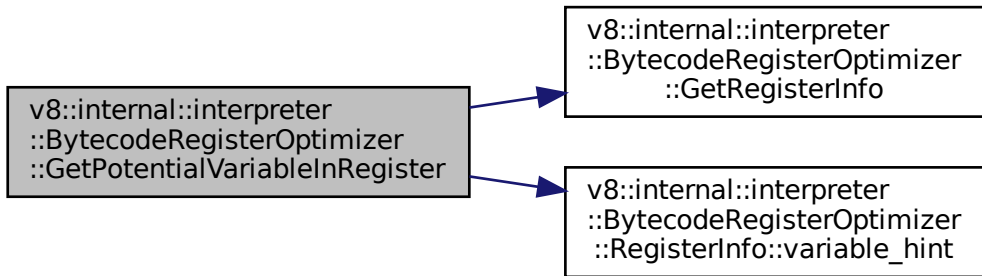 v8::internal::interpreter
::BytecodeRegisterOptimizer
::GetPotentialVariableInRegister
v8::internal::interpreter
::BytecodeRegisterOptimizer
::GetRegisterInfo
v8::internal::interpreter
::BytecodeRegisterOptimizer
::RegisterInfo::variable_hint